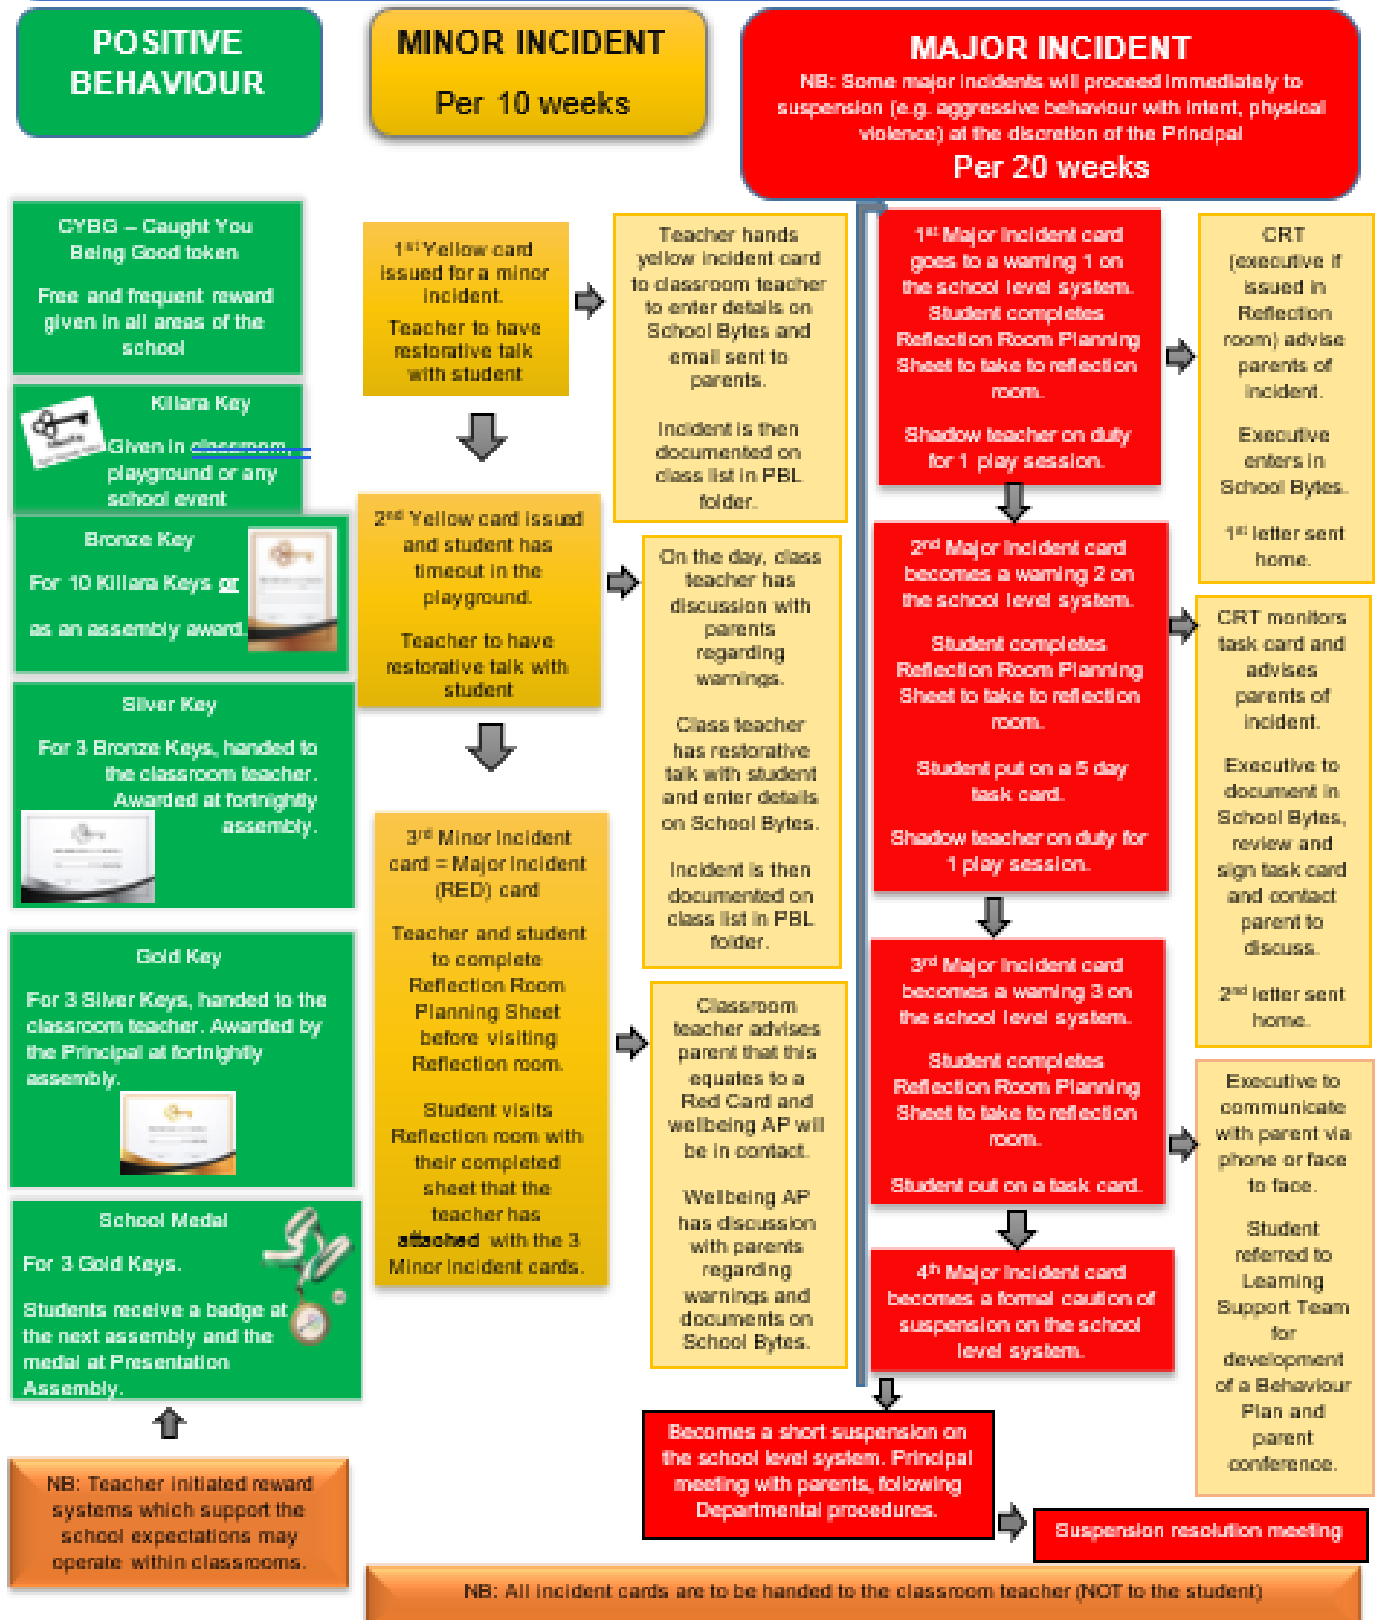 POSITIVE
BEHAVIOUR
MINOR INCIDENT
Per 10 weeks
MAJOR INCIDENT
NB: Some major incidents will proceed immediately to
suspension (e.g. aggressive behaviour with intent, physical
violence) at the discretion of the Principal
Per 20 weeks
CYBG – Caught You
Being Good token
Free and frequent reward
given in all areas of the
school
Killara Key
Given in classroom,
playground or any
school event
Bronze Key
For 10 Killara Keys or
as an assembly award.
Silver Key
For 3 Bronze Keys, handed to
the classroom teacher.
Awarded at fortnightly
assembly.
Gold Key
For 3 Silver Keys, handed to the
classroom teacher. Awarded by
the Principal at fortnightly
assembly.
School Medal
For 3 Gold Keys.
Students receive a badge at
the next assembly and the
medal at Presentation
Assembly.
NB: Teacher initiated reward
systems which support the
school expectations may
operate within classrooms.
1st Yellow card
issued for a minor
incident.
Teacher to have
restorative talk
with student
2nd Yellow card issued
and student has
timeout in the
playground.
Teacher to have
restorative talk with
student
3rd Minor Incident
card = Major Incident
(RED) card
Teacher and student
to complete
Reflection Room
Planning Sheet
before visiting
Reflection room.
Student visits
Reflection room with
their completed
sheet that the
teacher has
attached with the 3
Minor Incident cards.
Teacher hands
yellow incident card
to classroom teacher
to enter details on
School Bytes and
email sent to
parents.
Incident is then
documented on
class list in PBL
folder.
On the day, class
teacher has
discussion with
parents
regarding
warnings.
Class teacher
has restorative
talk with student
and enter details
on School Bytes.
Incident is then
documented on
class list in PBL
folder.
Classroom
teacher advises
parent that this
equates to a
Red Card and
wellbeing AP will
be in contact.
Wellbeing AP
has discussion
with parents
regarding
warnings and
documents on
School Bytes.
1st Major Incident card
goes to a warning 1 on
the school level system.
Student completes
Reflection Room Planning
Sheet to take to reflection
room.
Shadow teacher on duty
for 1 play session.
2nd Major Incident card
becomes a warning 2 on
the school level system.
Student completes
Reflection Room Planning
Sheet to take to reflection
room.
Student put on a 5 day
task card.
Shadow teacher on duty for
1 play session.
3rd Major Incident card
becomes a warning 3 on
the school level system.
Student completes
Reflection Room Planning
Sheet to take to reflection
room.
Student out on a task card.
4th Major Incident card
becomes a formal caution of
suspension on the school
level system.
Becomes a short suspension on
the school level system. Principal
meeting with parents, following
Departmental procedures.
Suspension resolution meeting
CRT
(executive if
issued in
Reflection
room) advise
parents of
incident.
Executive
enters in
School Bytes.
1st letter sent
home.
CRT monitors
task card and
advises
parents of
incident.
Executive to
document in
School Bytes,
review and
sign task card
and contact
parent to
discuss.
2nd letter sent
home.
Executive to
communicate
with parent via
phone or face
to face.
Student
referred to
Learning
Support Team
for
development
of a Behaviour
Plan and
parent
conference.
NB: All incident cards are to be handed to the classroom teacher (NOT to the student)